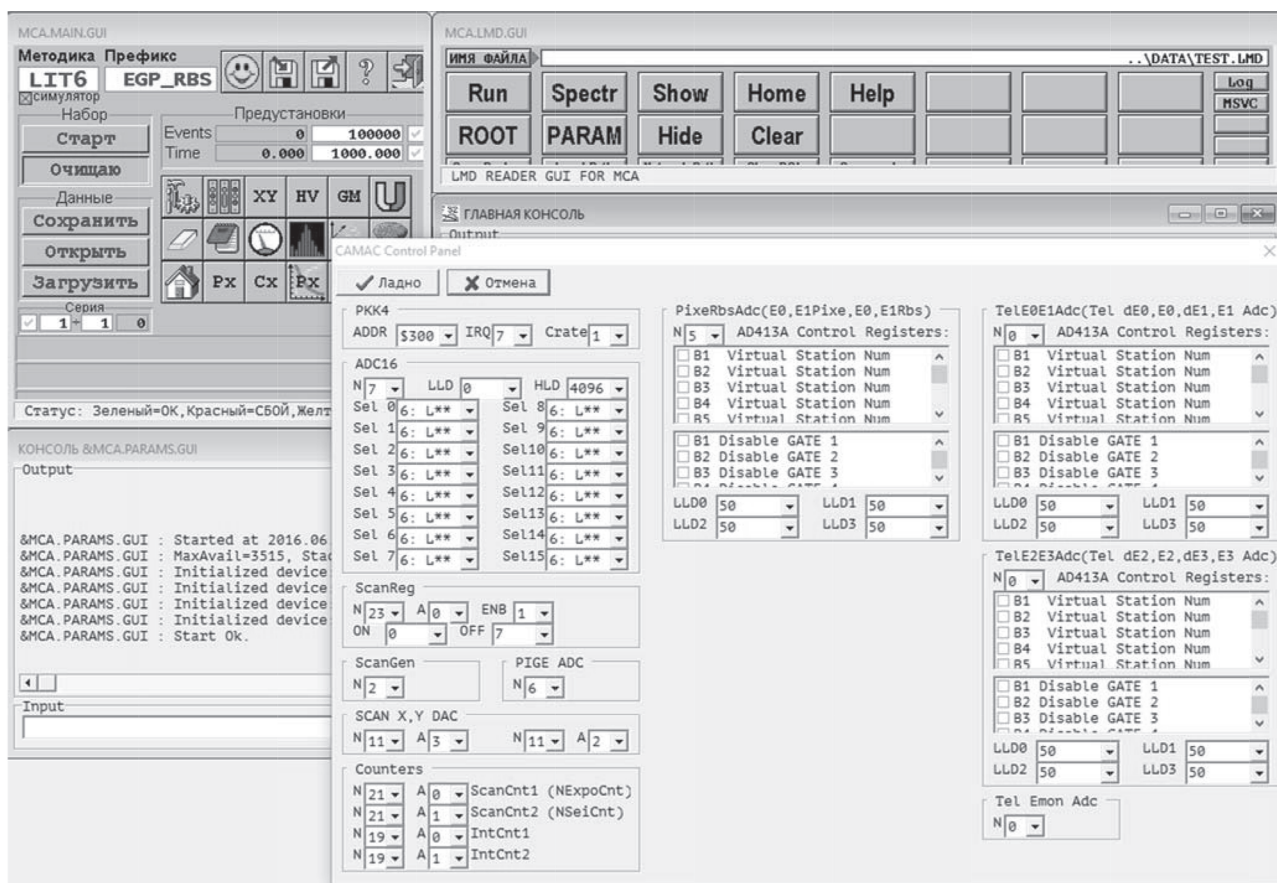 MCA.MAIN.GUI
Методика Префикс
LIT6 EGP_RBS
симулятор
Набор
Старт
Очищаю
Предустановки
Events 0 100000
Time 0.000 1000.000
Данные
Сохранить
Открыть
Загрузить
XY HV GM
Px Cx Px
Серия
1÷ 1 0
Статус: Зеленый=ОК,Красный=СБОЙ,Желт
MCA.LMD.GUI
ИМЯ ФАЙЛА ..\DATA\TEST.LMD
Run Spectr Show Home Help
ROOT PARAM Hide Clear
Log
MSVC
LMD READER GUI FOR MCA
ГЛАВНАЯ КОНСОЛЬ
Output
КОНСОЛЬ &MCA.PARAMS.GUI
Output
&MCA.PARAMS.GUI : Started at 2016.06
&MCA.PARAMS.GUI : MaxAvail=3515, Stac
&MCA.PARAMS.GUI : Initialized device
&MCA.PARAMS.GUI : Initialized device
&MCA.PARAMS.GUI : Initialized device
&MCA.PARAMS.GUI : Initialized device
&MCA.PARAMS.GUI : Start Ok.
Input
CAMAC Control Panel
Ладно Отмена
PKK4
ADDR $300 IRQ 7 Crate 1
ADC16
N 7 LLD 0 HLD 4096
Sel 0 6: L** Sel 8 6: L**
Sel 1 6: L** Sel 9 6: L**
Sel 2 6: L** Sel10 6: L**
Sel 3 6: L** Sel11 6: L**
Sel 4 6: L** Sel12 6: L**
Sel 5 6: L** Sel13 6: L**
Sel 6 6: L** Sel14 6: L**
Sel 7 6: L** Sel15 6: L**
ScanReg
N 23 A 0 ENB 1
ON 0 OFF 7
ScanGen
N 2
PIGE ADC
N 6
SCAN X,Y DAC
N 11 A 3 N 11 A 2
Counters
N 21 A 0 ScanCnt1 (NExpoCnt)
N 21 A 1 ScanCnt2 (NSeiCnt)
N 19 A 0 IntCnt1
N 19 A 1 IntCnt2
PixeRbsAdc(E0,E1Pixe,E0,E1Rbs)
N 5 AD413A Control Registers:
B1 Virtual Station Num
B2 Virtual Station Num
B3 Virtual Station Num
B4 Virtual Station Num
B5 Virtual Station Num
B1 Disable GATE 1
B2 Disable GATE 2
B3 Disable GATE 3
B4 Disable GATE 4
LLD0 50 LLD1 50
LLD2 50 LLD3 50
TelE0E1Adc(Tel dE0,E0,dE1,E1 Adc)
N 0 AD413A Control Registers:
B1 Virtual Station Num
B2 Virtual Station Num
B3 Virtual Station Num
B4 Virtual Station Num
B5 Virtual Station Num
B1 Disable GATE 1
B2 Disable GATE 2
B3 Disable GATE 3
B4 Disable GATE 4
LLD0 50 LLD1 50
LLD2 50 LLD3 50
TelE2E3Adc(Tel dE2,E2,dE3,E3 Adc)
N 0 AD413A Control Registers:
B1 Virtual Station Num
B2 Virtual Station Num
B3 Virtual Station Num
B4 Virtual Station Num
B5 Virtual Station Num
B1 Disable GATE 1
B2 Disable GATE 2
B3 Disable GATE 3
B4 Disable GATE 4
LLD0 50 LLD1 50
LLD2 50 LLD3 50
Tel Emon Adc
N 0